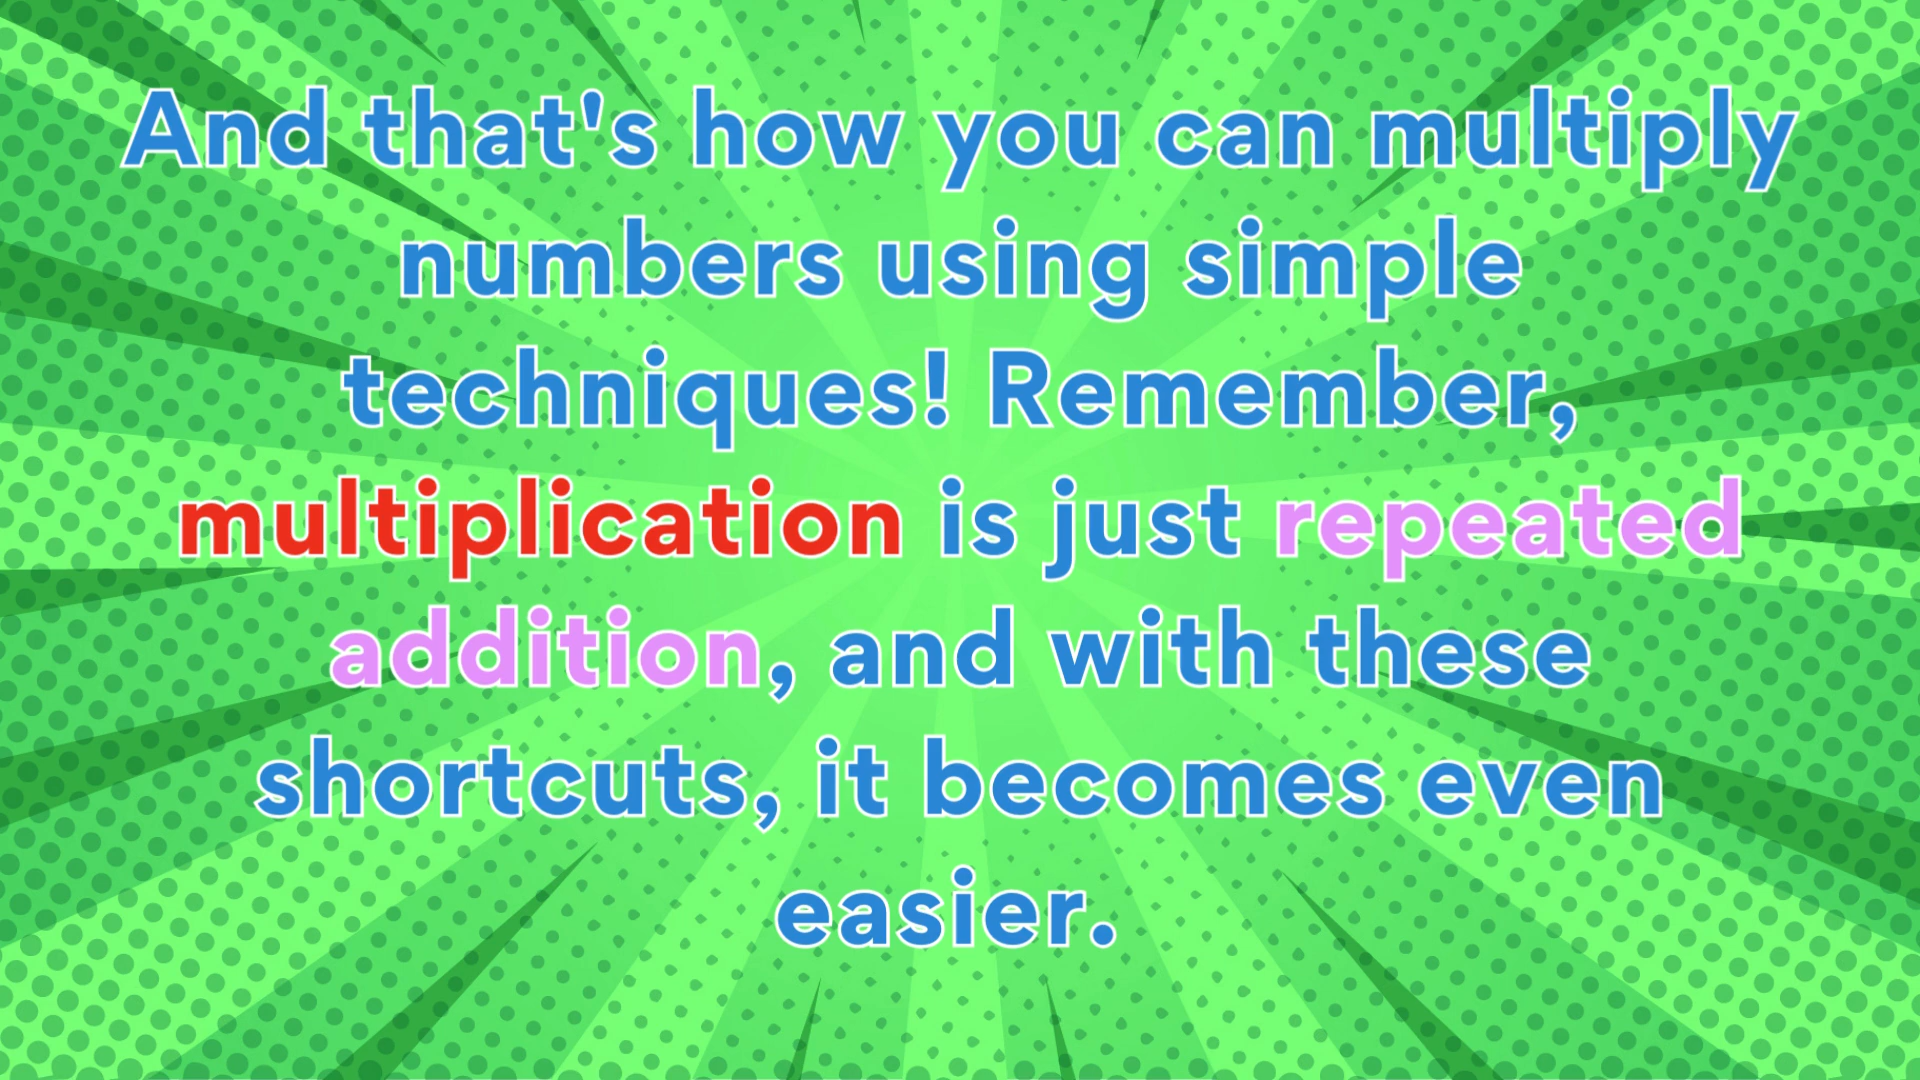 And that's how you can multiply
numbers using simple
techniques! Remember,
multiplication is just repeated
addition, and with these
shortcuts, it becomes even
easier.